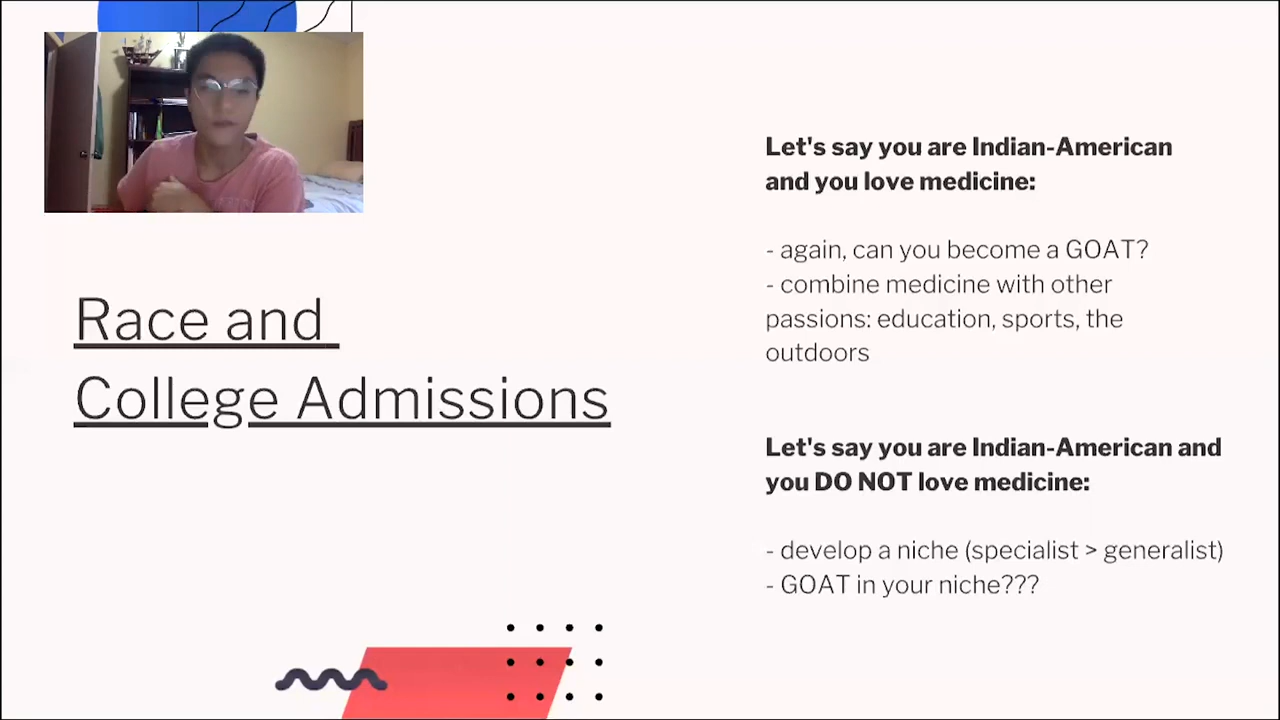 Race and
College Admissions
Let's say you are Indian-American
and you love medicine:
- again, can you become a GOAT?
- combine medicine with other
passions: education, sports, the
outdoors
Let's say you are Indian-American and
you DO NOT love medicine:
- develop a niche (specialist > generalist)
- GOAT in your niche???